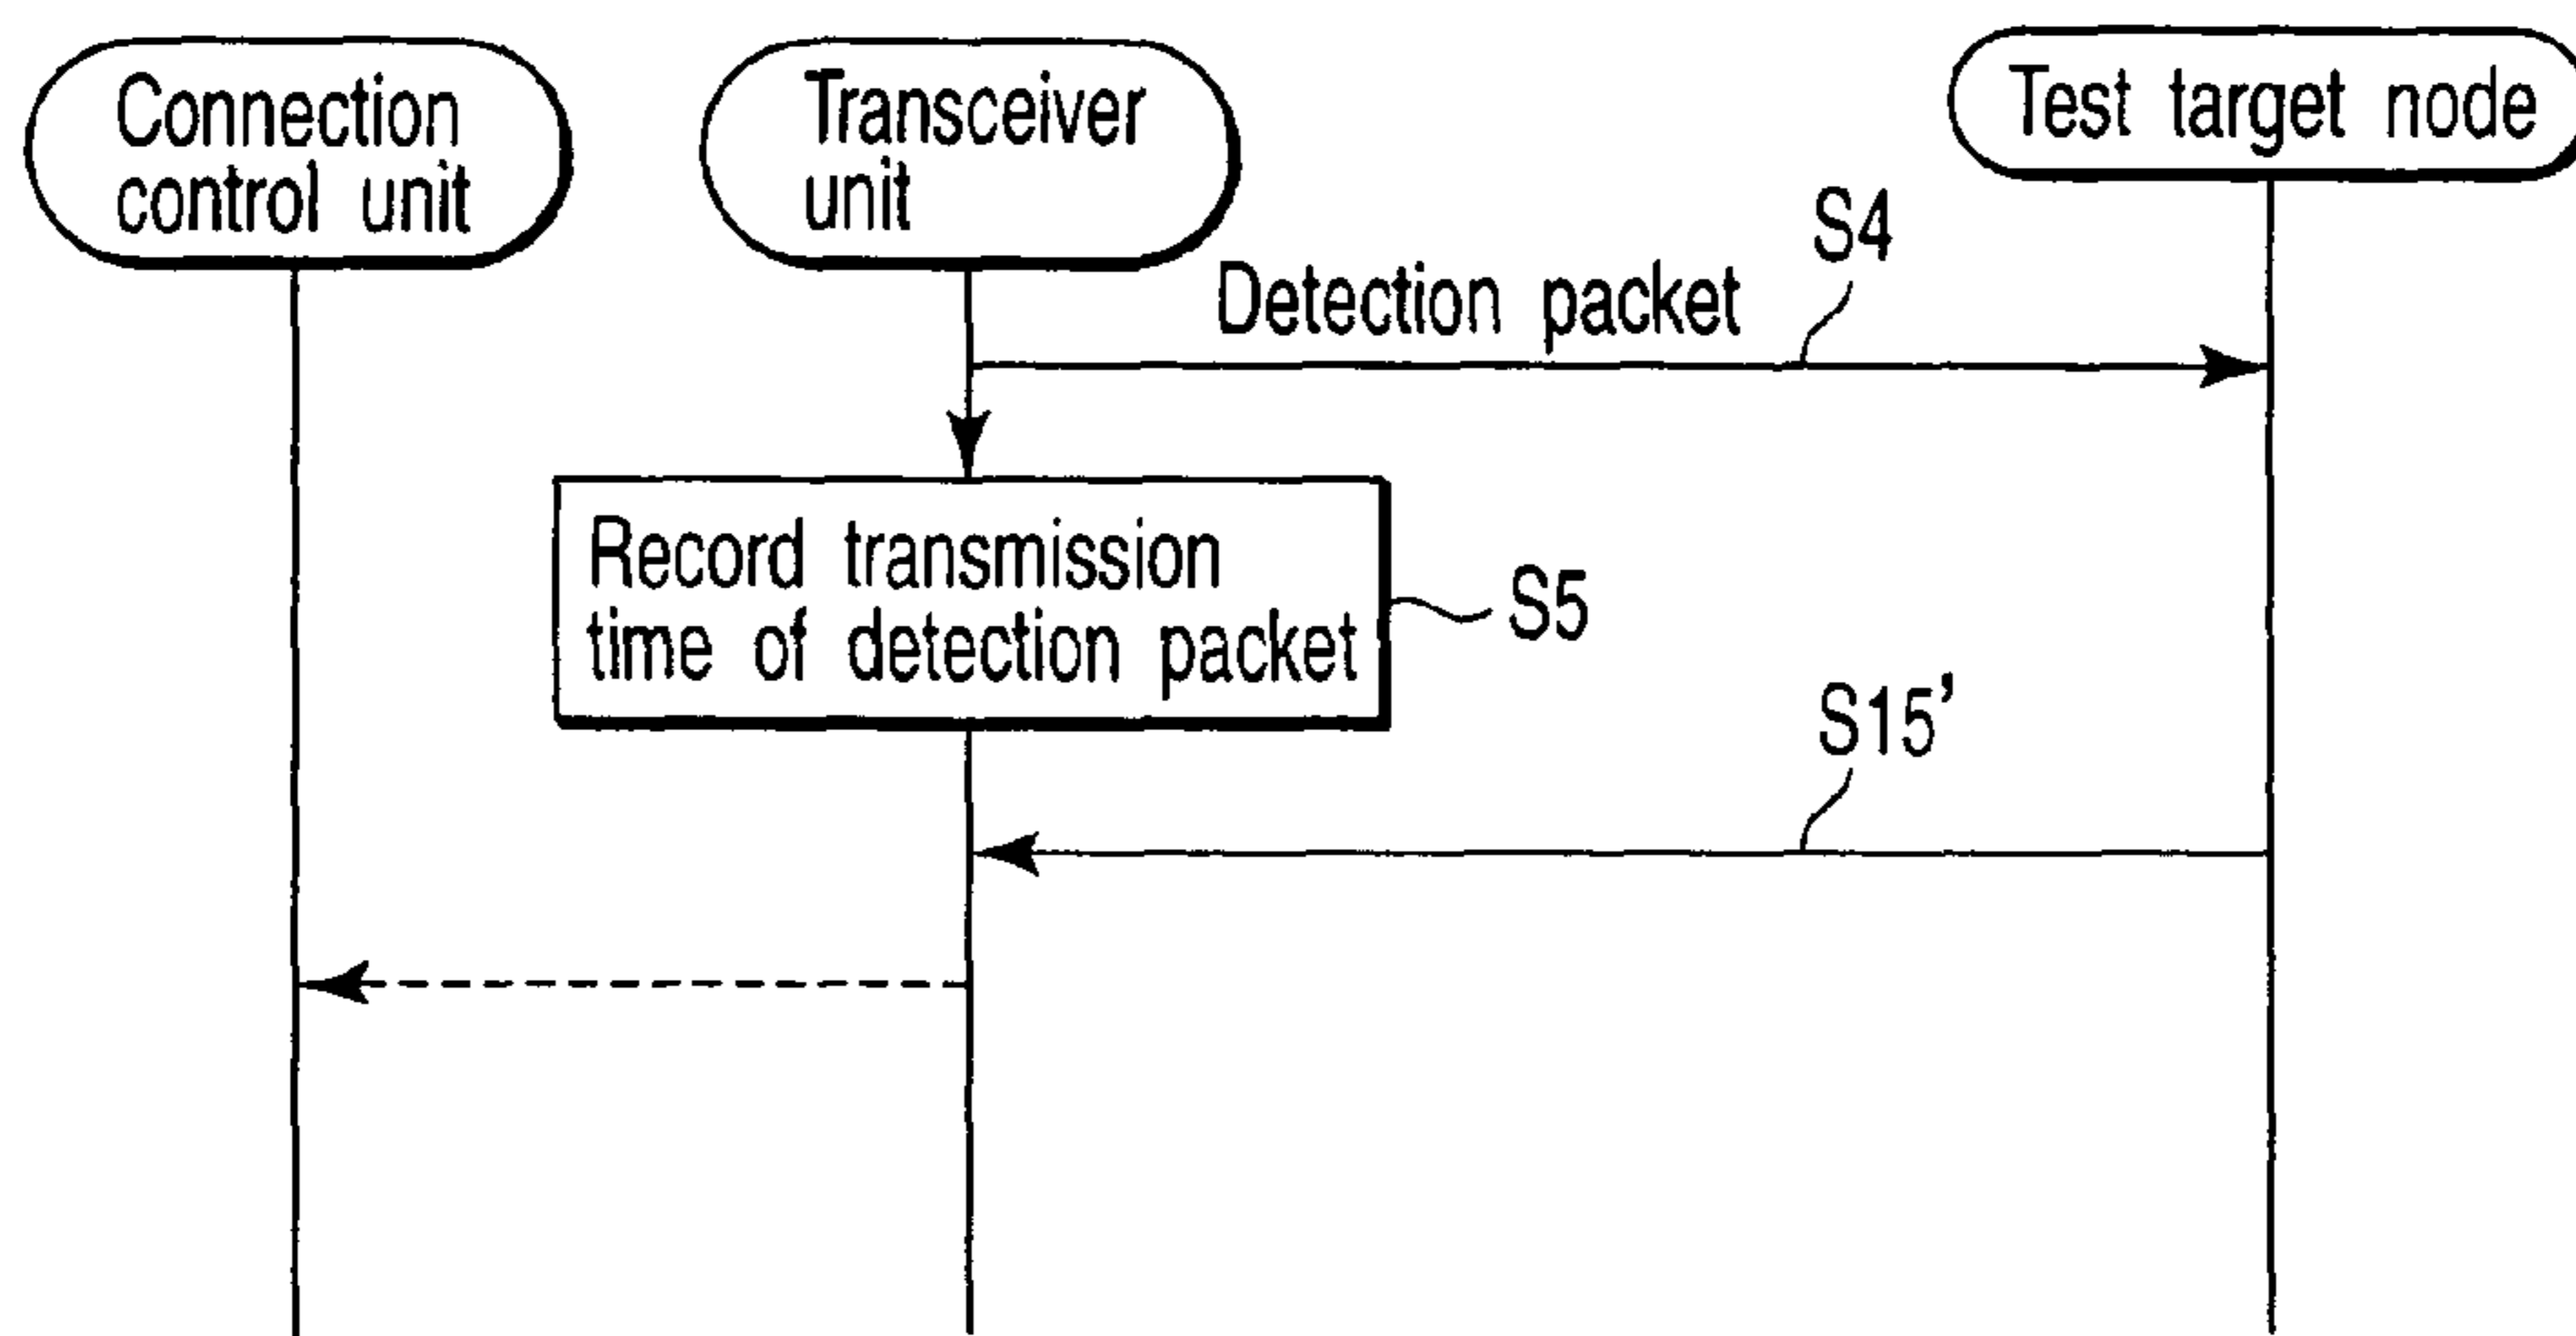 Connection
control unit
Transceiver
unit
Test target node
S4
Detection packet
Record transmission
time of detection packet
S5
S15’